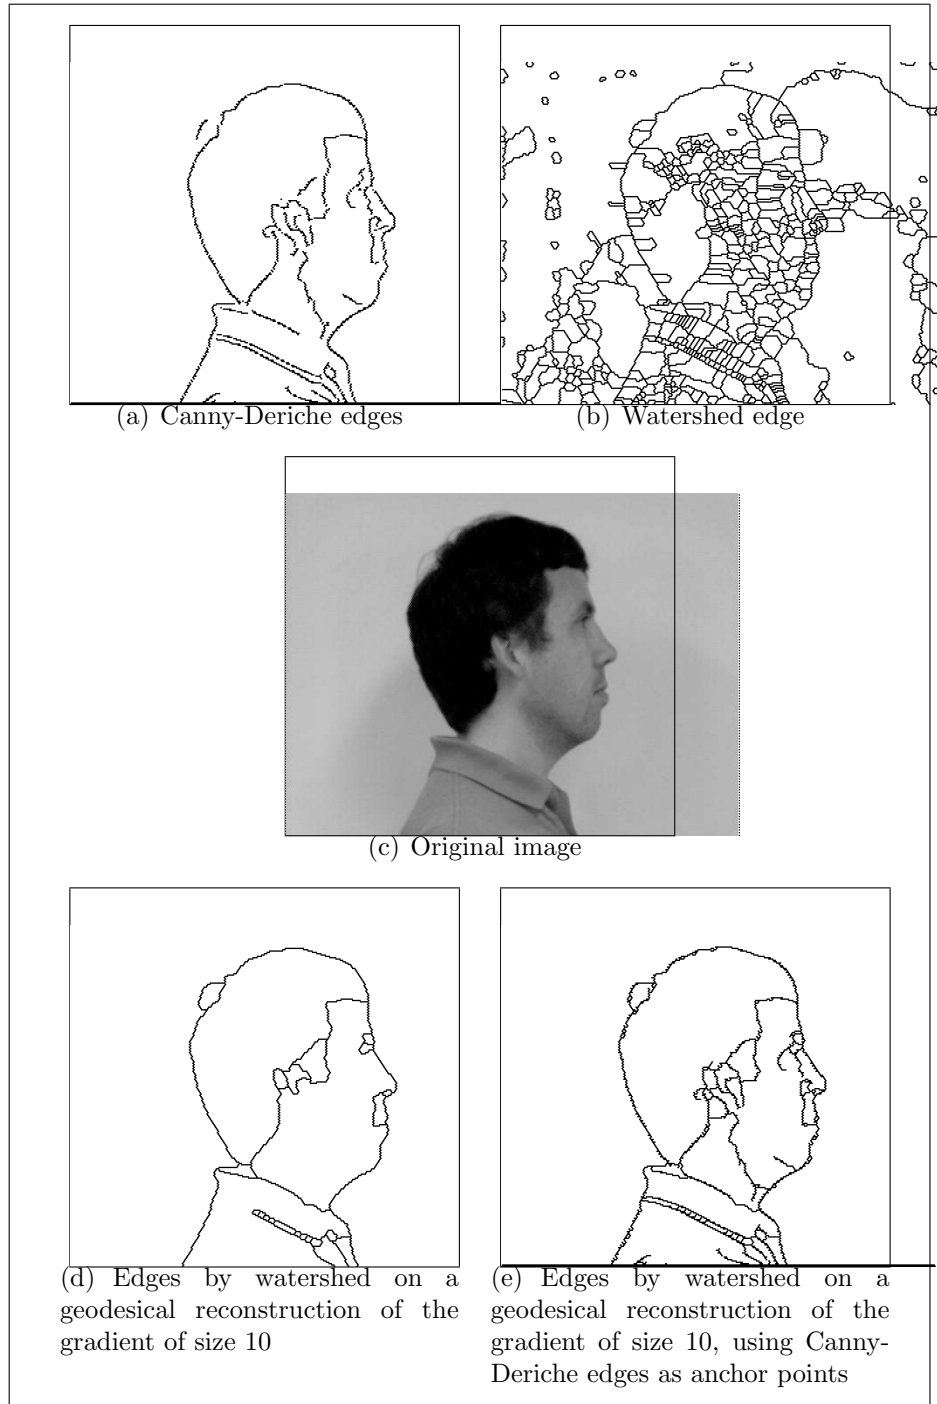 (a) Canny-Deriche edges
(b) Watershed edge
(c) Original image
(d) Edges by watershed on a
geodesical reconstruction of the
gradient of size 10
(e) Edges by watershed on a
geodesical reconstruction of the
gradient of size 10, using Canny-
Deriche edges as anchor points